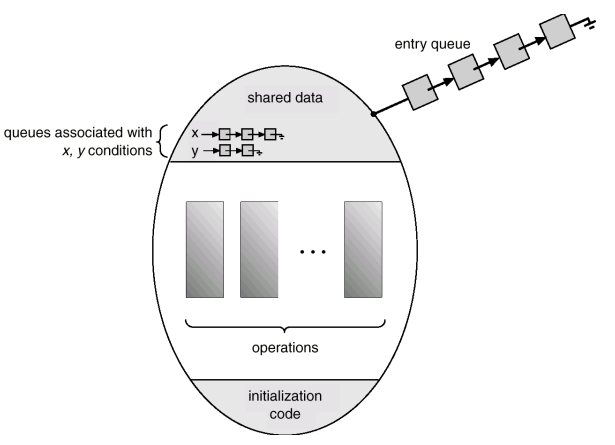 entry queue
shared data
queues associated with
x, y conditions
x
y
...
operations
initialization
code